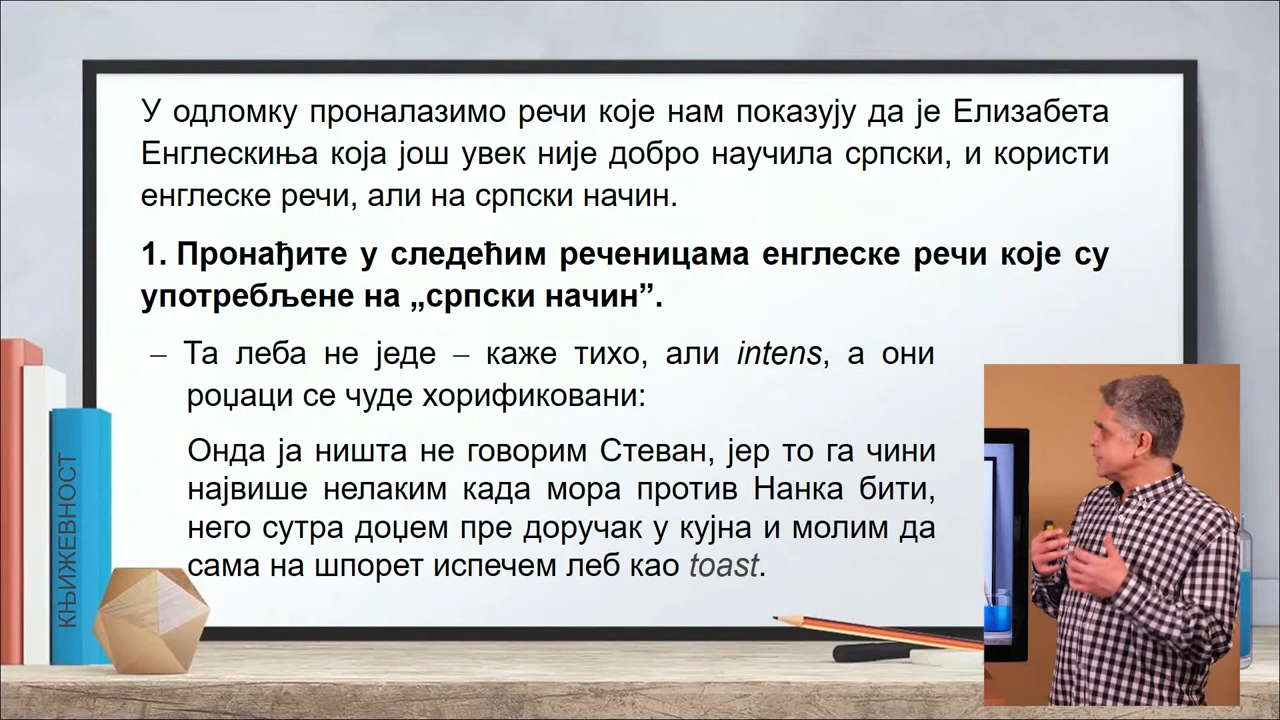 У одломку проналазимо речи које нам показују да је Елизабета
Енглескиња која још увек није добро научила српски, и користи
енглеске речи, али на српски начин.
1. Пронађите у следећим реченицама енглеске речи које су
употребљене на „српски начин”.
– Та леба не једе – каже тихо, али intens, а они
роџаци се чуде хорификовани:
Онда ја ништа не говорим Стеван, јер то га чини
највише нелаким када мора против Нанка бити,
него сутра доџем пре доручак у кујна и молим да
сама на шпорет испечем леб као toast.
КЊИЖЕВНОСТ